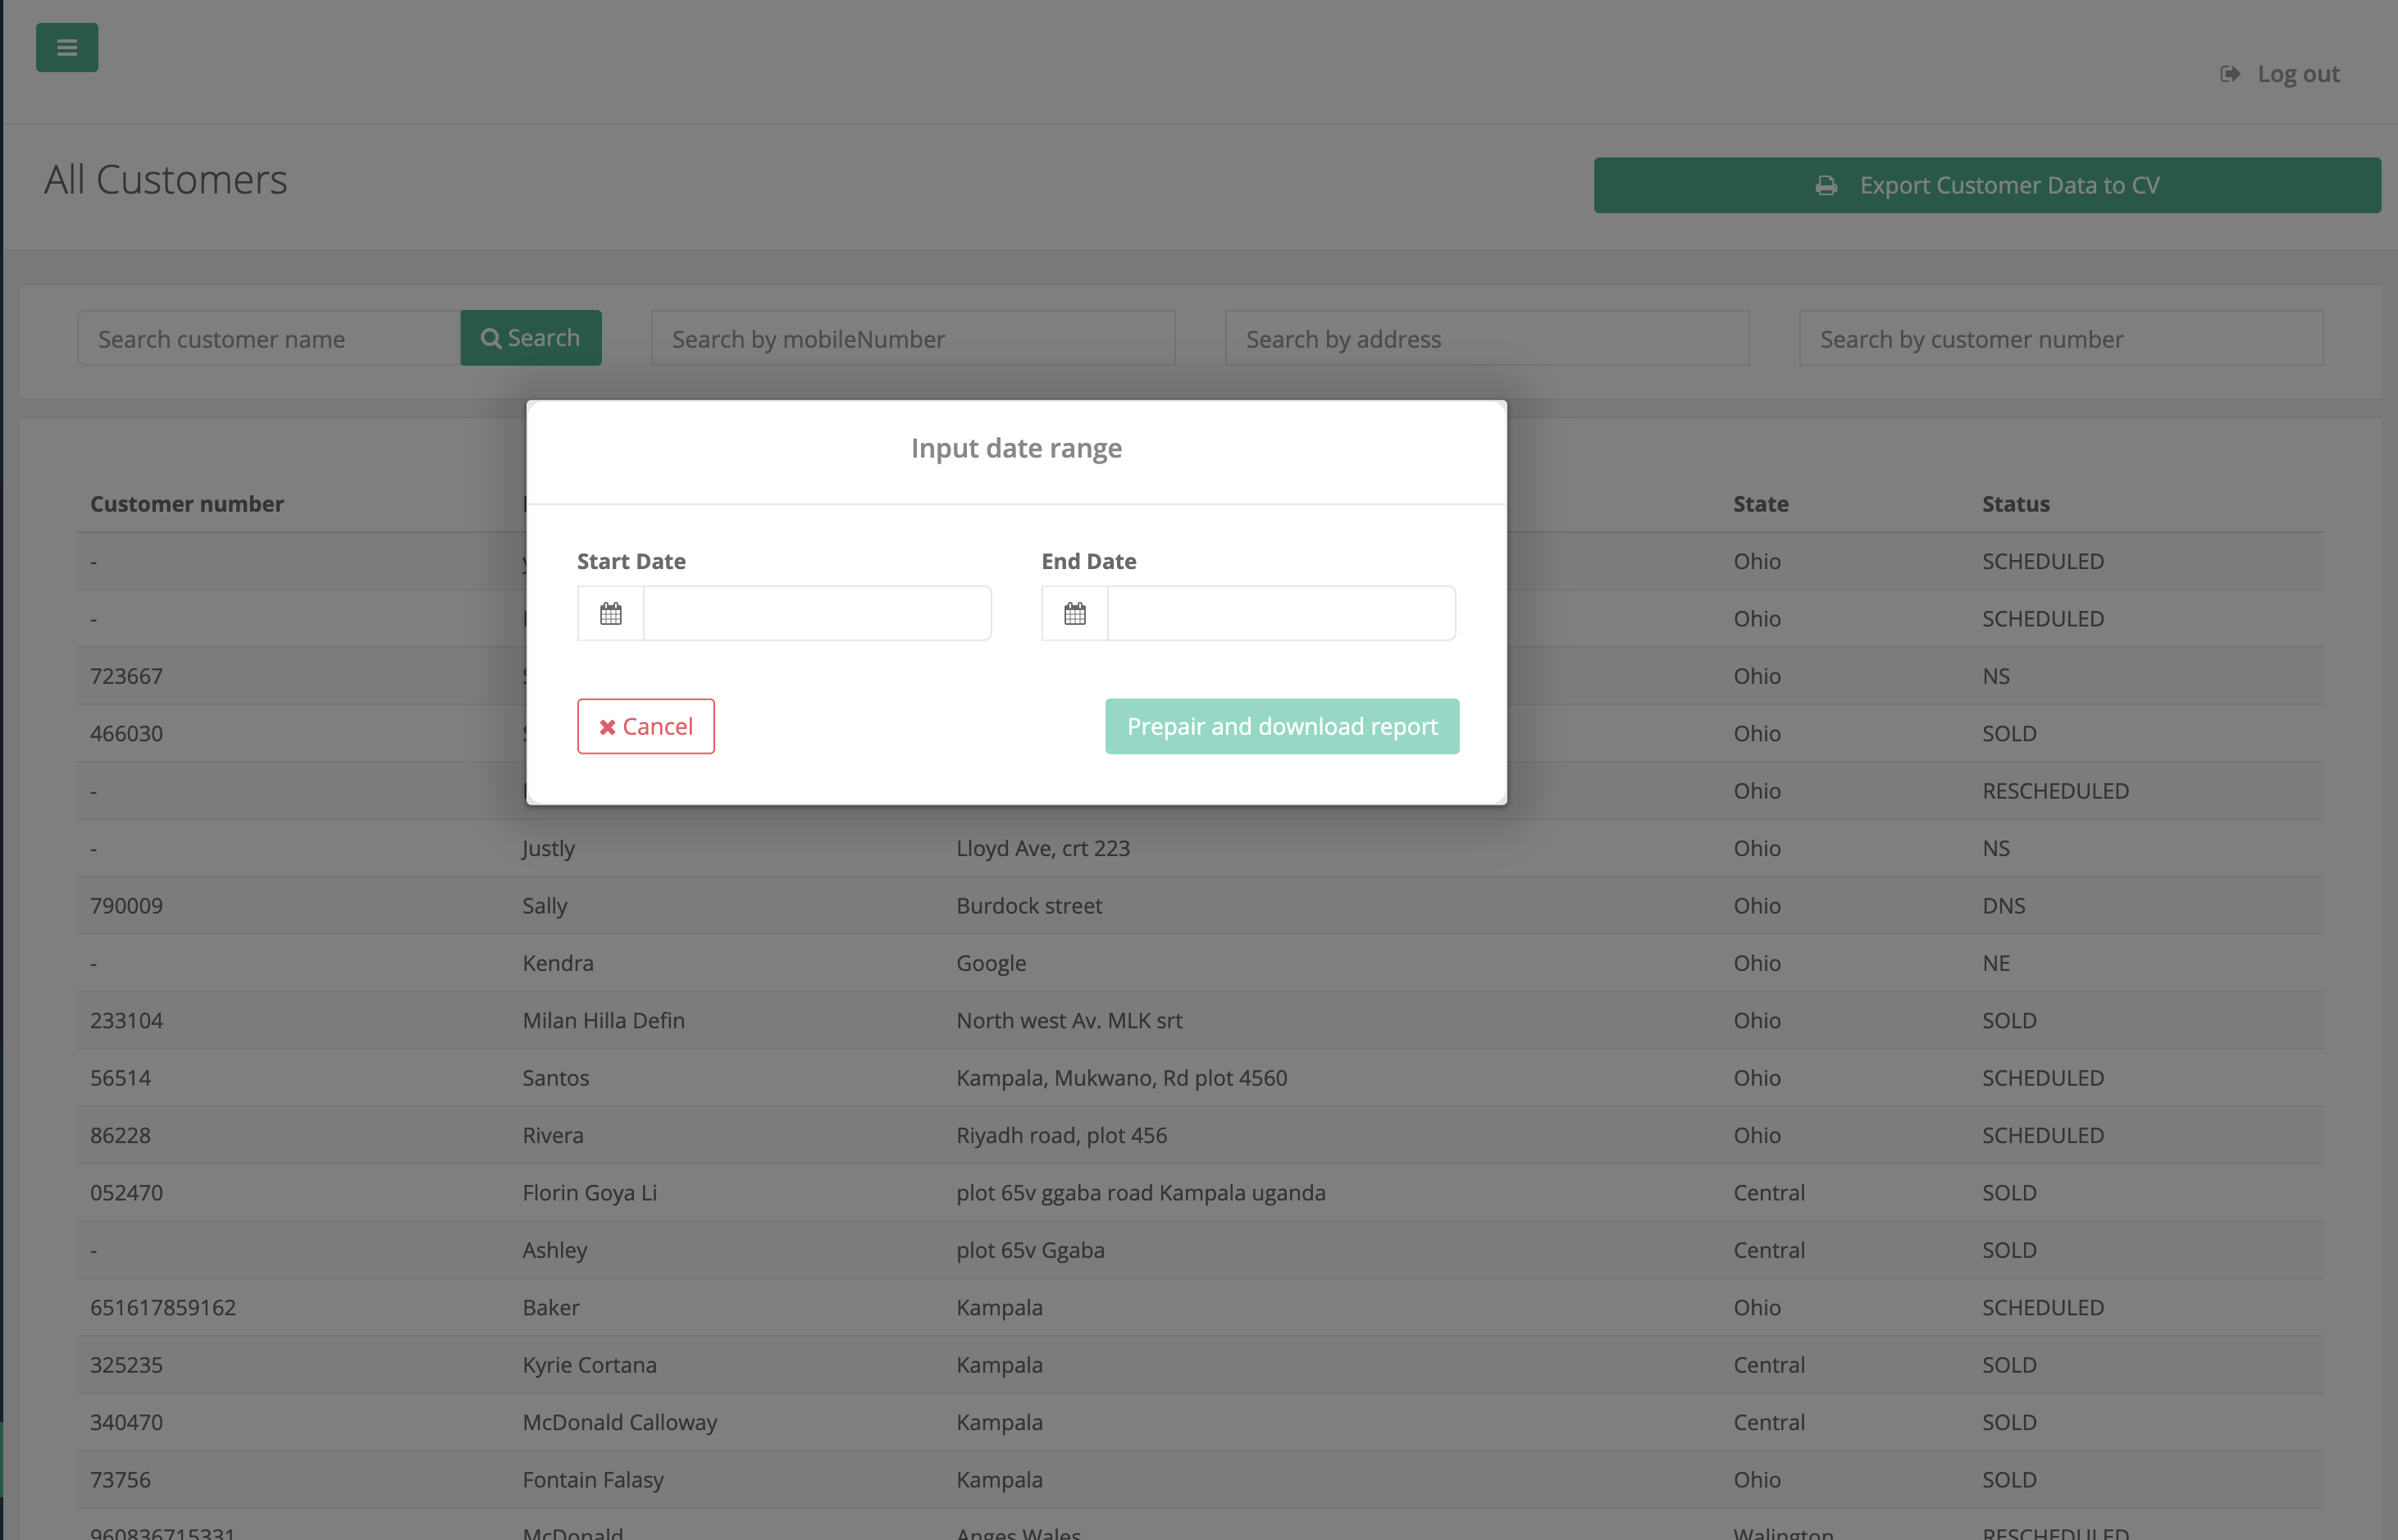 Log out
All Customers
Export Customer Data to CV
Search customer name Search Search by mobileNumber Search by address Search by customer number
Input date range
Customer number State Status
Start Date End Date
- Ohio SCHEDULED
- Ohio SCHEDULED
723667 Ohio NS
Cancel Prepair and download report
466030 Ohio SOLD
- Ohio RESCHEDULED
- Justly Lloyd Ave, crt 223 Ohio NS
790009 Sally Burdock street Ohio DNS
- Kendra Google Ohio NE
233104 Milan Hilla Defin North west Av. MLK srt Ohio SOLD
56514 Santos Kampala, Mukwano, Rd plot 4560 Ohio SCHEDULED
86228 Rivera Riyadh road, plot 456 Ohio SCHEDULED
052470 Florin Goya Li plot 65v ggaba road Kampala uganda Central SOLD
- Ashley plot 65v Ggaba Central SOLD
651617859162 Baker Kampala Ohio SCHEDULED
325235 Kyrie Cortana Kampala Central SOLD
340470 McDonald Calloway Kampala Central SOLD
73756 Fontain Falasy Kampala Ohio SOLD
960836715331 McDonald Anges Wales Walington RESCHEDULED